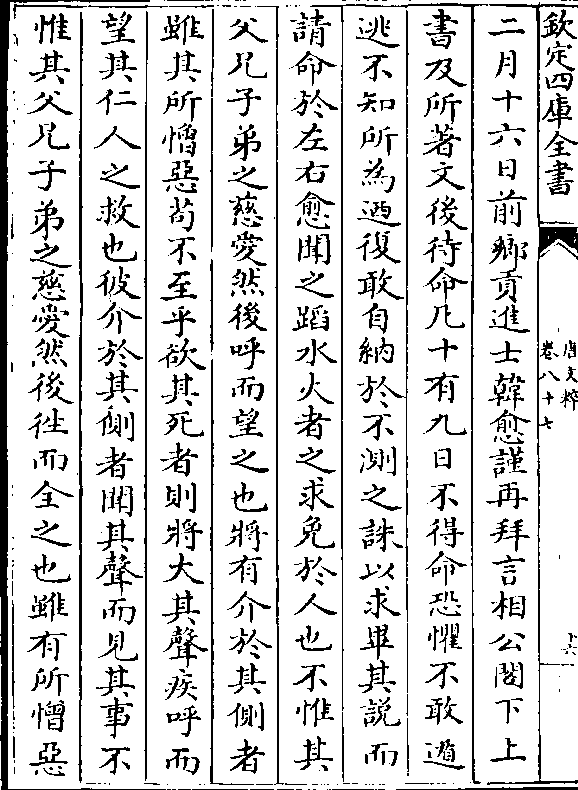 欽定四庫全書
唐文粹
卷八十七
十六
二月十六日前鄉貢進士韓愈謹再拜言相公閣下上
書及所著文後待命凡十有九日不得命恐懼不敢遁
逃不知所為迺復敢自納於不測之誅以求畢其説而
請命於左右愈聞之蹈水火者之求免於人也不惟其
父兄子弟之慈愛然後呼而望之也將有介於其側者
雖其所憎惡苟不至乎欲其死者則將大其聲疾呼而
望其仁人之救也彼介於其側者聞其聲而見其事不
惟其父兄子弟之慈愛然後徃而全之也雖有所憎惡